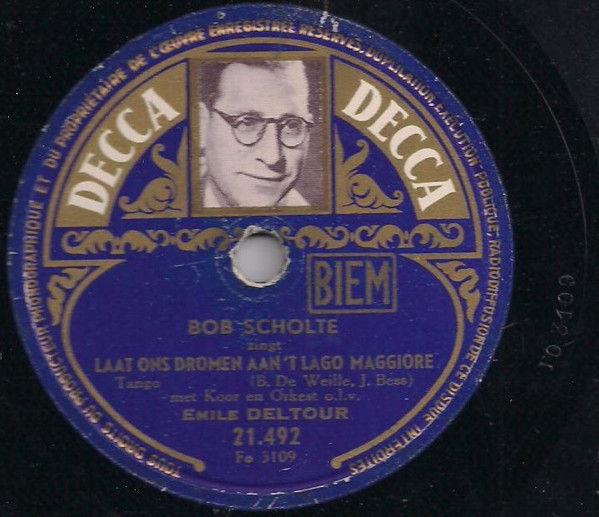 TOUS DROITS DU PRODUCTEUR PHONOGRAPHIQUE ET DU PROPRIÉTAIRE DE L'ŒUVRE ENREGISTRÉE RÉSERVÉS, DUPLICATION, EXÉCUTION PUBLIQUE, RADIODIFFUSION DE CE DISQUE INTERDITES
DECCA
DECCA
BIEM
BOB SCHOLTE
zingt
LAAT ONS DROMEN AAN 'T LAGO MAGGIORE
Tango (B. De Weille, J. Bess)
met Koor en Orkest o.l.v.
EMILE DELTOUR
21.492
Fo 3109
FO 3109